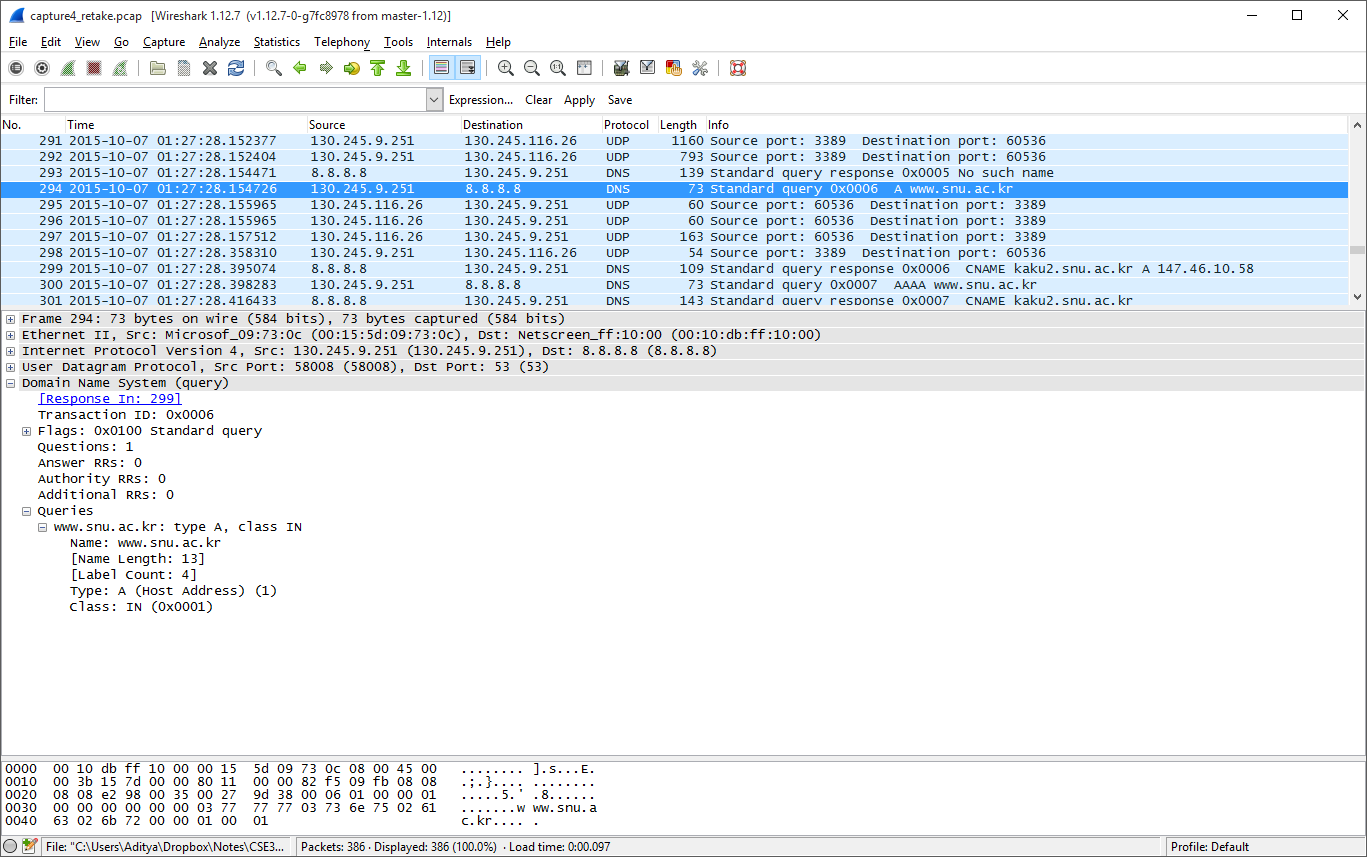 capture4_retake.pcap [Wireshark 1.12.7 (v1.12.7-0-g7fc8978 from master-1.12)]
File Edit View Go Capture Analyze Statistics Telephony Tools Internals Help
Filter: Expression... Clear Apply Save
No. Time Source Destination Protocol Length Info
291 2015-10-07 01:27:28.152377 130.245.9.251 130.245.116.26 UDP 1160 Source port: 3389 Destination port: 60536
292 2015-10-07 01:27:28.152404 130.245.9.251 130.245.116.26 UDP 793 Source port: 3389 Destination port: 60536
293 2015-10-07 01:27:28.154471 8.8.8.8 130.245.9.251 DNS 139 Standard query response 0x0005 No such name
294 2015-10-07 01:27:28.154726 130.245.9.251 8.8.8.8 DNS 73 Standard query 0x0006 A www.snu.ac.kr
295 2015-10-07 01:27:28.155965 130.245.116.26 130.245.9.251 UDP 60 Source port: 60536 Destination port: 3389
296 2015-10-07 01:27:28.155965 130.245.116.26 130.245.9.251 UDP 60 Source port: 60536 Destination port: 3389
297 2015-10-07 01:27:28.157512 130.245.116.26 130.245.9.251 UDP 163 Source port: 60536 Destination port: 3389
298 2015-10-07 01:27:28.358310 130.245.9.251 130.245.116.26 UDP 54 Source port: 3389 Destination port: 60536
299 2015-10-07 01:27:28.395074 8.8.8.8 130.245.9.251 DNS 109 Standard query response 0x0006 CNAME kaku2.snu.ac.kr A 147.46.10.58
300 2015-10-07 01:27:28.398283 130.245.9.251 8.8.8.8 DNS 73 Standard query 0x0007 AAAA www.snu.ac.kr
301 2015-10-07 01:27:28.416433 8.8.8.8 130.245.9.251 DNS 143 Standard query response 0x0007 CNAME kaku2.snu.ac.kr
Frame 294: 73 bytes on wire (584 bits), 73 bytes captured (584 bits)
Ethernet II, Src: Microsof_09:73:0c (00:15:5d:09:73:0c), Dst: Netscreen_ff:10:00 (00:10:db:ff:10:00)
Internet Protocol Version 4, Src: 130.245.9.251 (130.245.9.251), Dst: 8.8.8.8 (8.8.8.8)
User Datagram Protocol, Src Port: 58008 (58008), Dst Port: 53 (53)
Domain Name System (query)
[Response In: 299]
Transaction ID: 0x0006
Flags: 0x0100 Standard query
Questions: 1
Answer RRs: 0
Authority RRs: 0
Additional RRs: 0
Queries
www.snu.ac.kr: type A, class IN
Name: www.snu.ac.kr
[Name Length: 13]
[Label Count: 4]
Type: A (Host Address) (1)
Class: IN (0x0001)
0000 00 10 db ff 10 00 00 15 5d 09 73 0c 08 00 45 00 ........ ].s...E.
0010 00 3b 15 7d 00 00 80 11 00 00 82 f5 09 fb 08 08 .;.}.... ........
0020 08 08 e2 98 00 35 00 27 9d 38 00 06 01 00 00 01 .....5.' .8......
0030 00 00 00 00 00 00 03 77 77 77 03 73 6e 75 02 61 .......w ww.snu.a
0040 63 02 6b 72 00 00 01 00 01 c.kr.... .
File: "C:\Users\Aditya\Dropbox\Notes\CSE3... Packets: 386 · Displayed: 386 (100.0%) · Load time: 0:00.097 Profile: Default